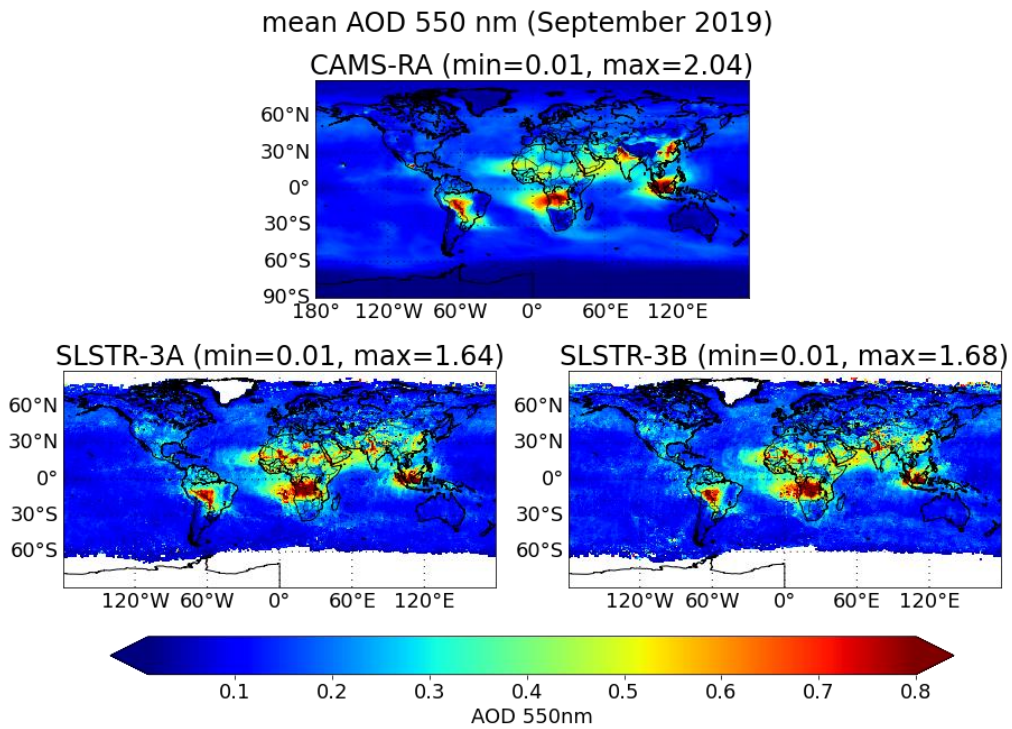 mean AOD 550 nm (September 2019)
CAMS-RA (min=0.01, max=2.04)
60°N
30°N
0°
30°S
60°S
90°S
180° 120°W 60°W 0° 60°E 120°E
SLSTR-3A (min=0.01, max=1.64)
60°N
30°N
0°
30°S
60°S
120°W 60°W 0° 60°E 120°E
SLSTR-3B (min=0.01, max=1.68)
60°N
30°N
0°
30°S
60°S
120°W 60°W 0° 60°E 120°E
0.1 0.2 0.3 0.4 0.5 0.6 0.7 0.8
AOD 550nm